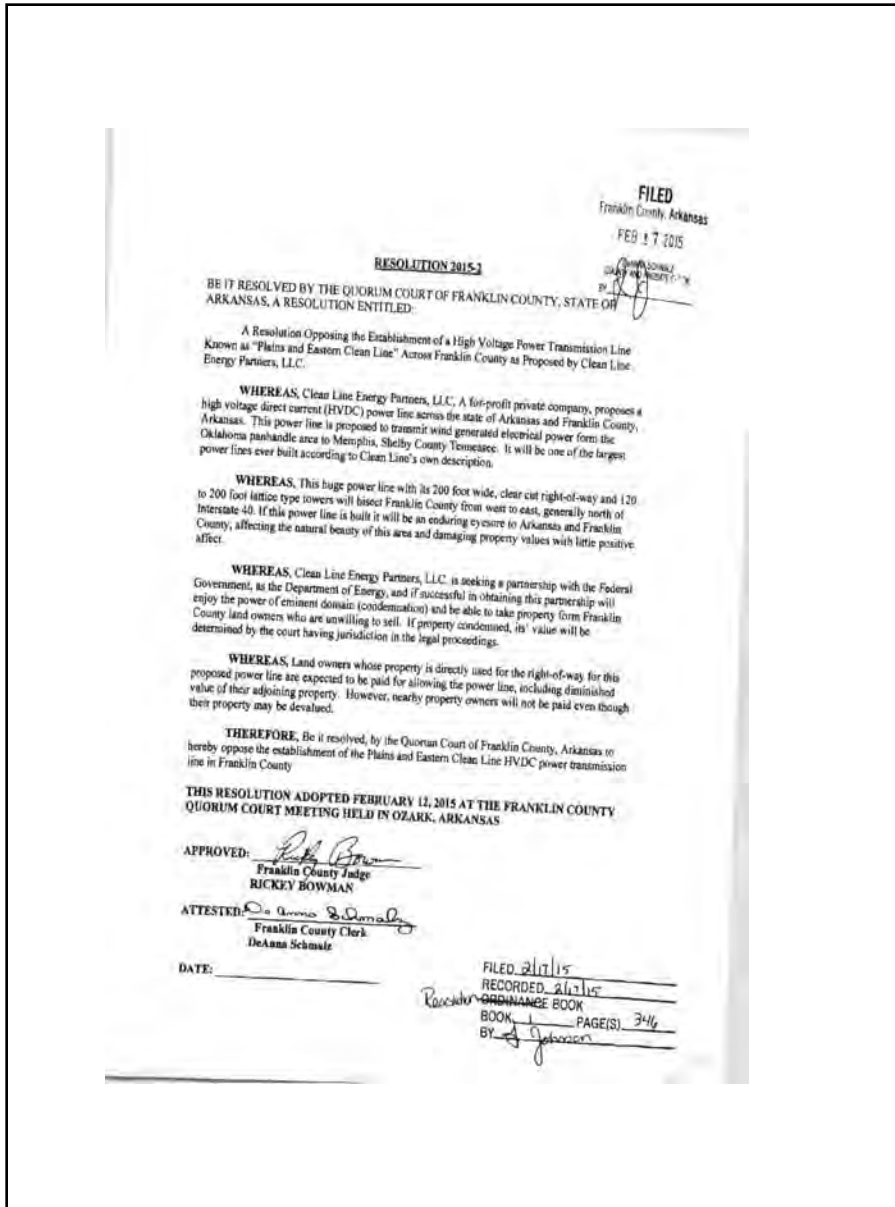 FILED
Franklin County, Arkansas
FEB 17 2015
BY
RESOLUTION 2015-2
BE IT RESOLVED BY THE QUORUM COURT OF FRANKLIN COUNTY, STATE OF
ARKANSAS, A RESOLUTION ENTITLED:
A Resolution Opposing the Establishment of a High Voltage Power Transmission Line
Known as "Plains and Eastern Clean Line" Across Franklin County as Proposed by Clean Line
Energy Partners, LLC.
WHEREAS, Clean Line Energy Partners, LLC, A for-profit private company, proposes a
high voltage direct current (HVDC) power line across the state of Arkansas and Franklin County,
Arkansas. This power line is proposed to transmit wind generated electrical power form the
Oklahoma panhandle area to Memphis, Shelby County Tennessee. It will be one of the largest
power lines ever built according to Clean Line's own description.
WHEREAS, This huge power line with its 200 foot wide, clear cut right-of-way and 120
to 200 foot lattice type towers will bisect Franklin County from west to east, generally north of
Interstate 40. If this power line is built it will be an enduring eyesore to Arkansas and Franklin
County, affecting the natural beauty of this area and damaging property values with little positive
affect.
WHEREAS, Clean Line Energy Partners, LLC. is seeking a partnership with the Federal
Government, as the Department of Energy, and if successful in obtaining this partnership will
enjoy the power of eminent domain (condemnation) and be able to take property form Franklin
County land owners who are unwilling to sell. If property condemned, its' value will be
determined by the court having jurisdiction in the legal proceedings.
WHEREAS, Land owners whose property is directly used for the right-of-way for this
proposed power line are expected to be paid for allowing the power line, including diminished
value of their adjoining property. However, nearby property owners will not be paid even though
their property may be devalued.
THEREFORE, Be it resolved, by the Quorum Court of Franklin County, Arkansas to
hereby oppose the establishment of the Plains and Eastern Clean Line HVDC power transmission
line in Franklin County
THIS RESOLUTION ADOPTED FEBRUARY 12, 2015 AT THE FRANKLIN COUNTY
QUORUM COURT MEETING HELD IN OZARK, ARKANSAS
APPROVED: Rickey Bowman
Franklin County Judge
RICKEY BOWMAN
ATTESTED: DeAnna Schmalz
Franklin County Clerk
DeAnna Schmalz
DATE:
FILED 2/17/15
RECORDED 2/17/15
Resolution ORDINANCE BOOK
BOOK 1 PAGE(S) 346
BY J Johnson